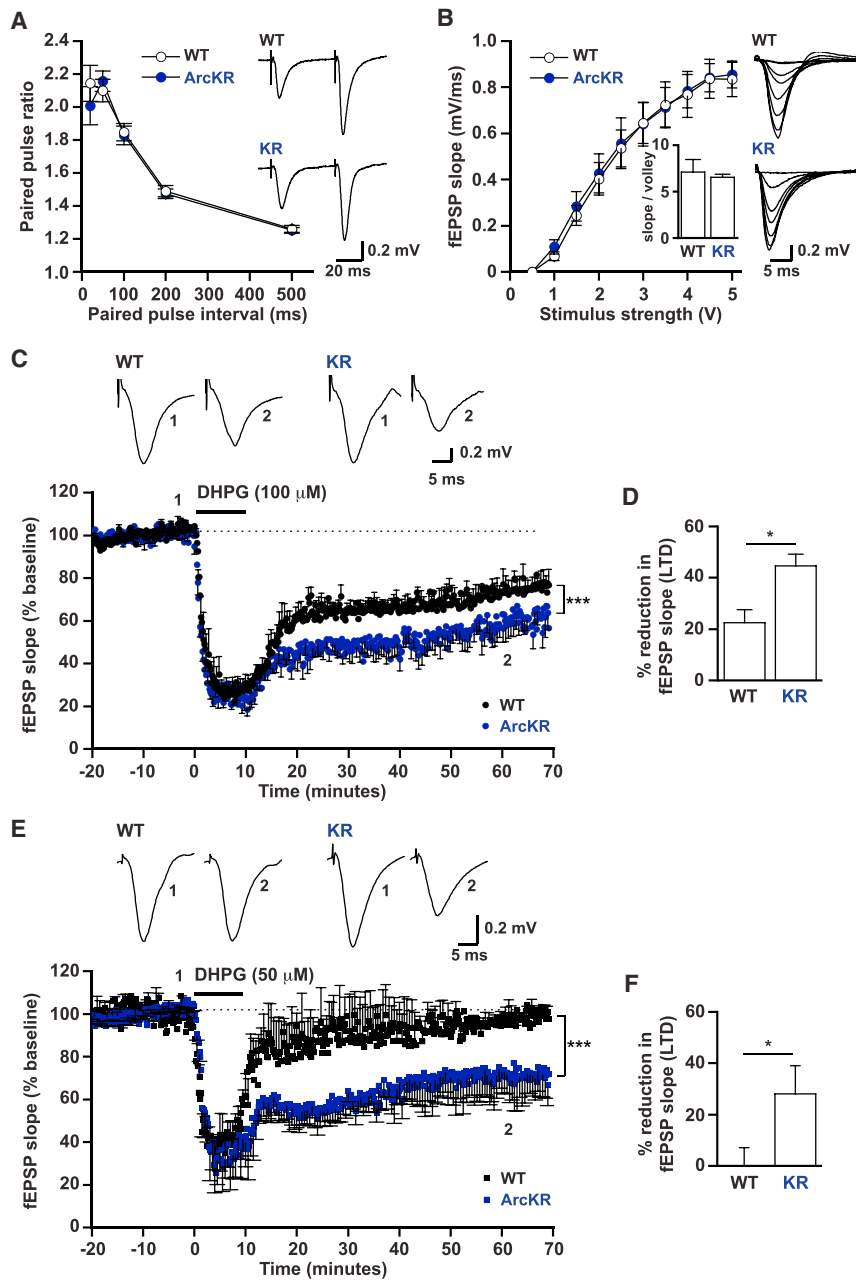 A
2.4
2.2
2.0
1.8
1.6
1.4
1.2
1.0
Paired pulse ratio
0 100 200 300 400 500
Paired pulse interval (ms)
WT
ArcKR
WT
KR
0.2 mV
20 ms
B
1.0
0.8
0.6
0.4
0.2
0
fEPSP slope (mV/ms)
0 1 2 3 4 5
Stimulus strength (V)
WT
ArcKR
slope / volley
10
5
0
WT KR
WT
KR
0.2 mV
5 ms
C
WT
1
2
KR
1
2
0.2 mV
5 ms
120
100
80
60
40
20
0
fEPSP slope (% baseline)
1
DHPG (100 µM)
***
2
WT
ArcKR
-20 -10 0 10 20 30 40 50 60 70
Time (minutes)
D
60
40
20
0
% reduction in
fEPSP slope (LTD)
*
WT KR
E
WT
1
2
KR
1
2
0.2 mV
5 ms
120
100
80
60
40
20
0
fEPSP slope (% baseline)
1
DHPG (50 µM)
***
2
WT
ArcKR
-20 -10 0 10 20 30 40 50 60 70
Time (minutes)
F
60
40
20
0
% reduction in
fEPSP slope (LTD)
*
WT KR